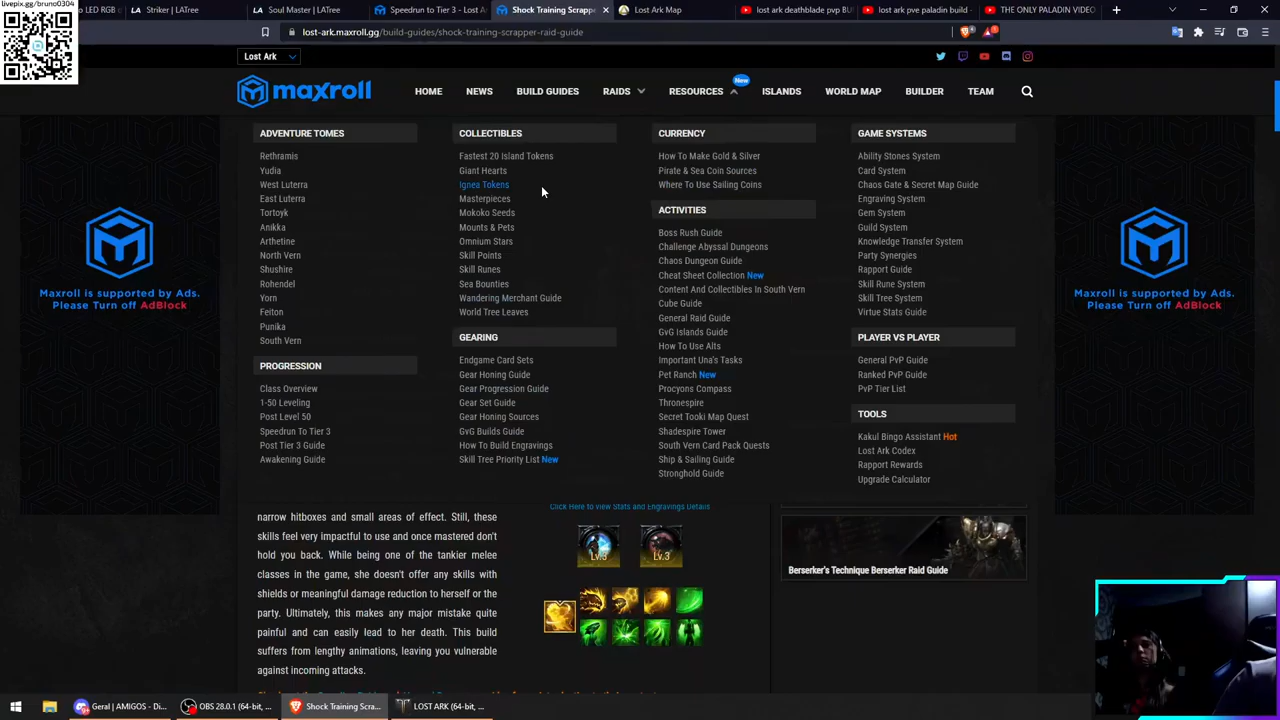 livepix.gg/bruno0304
Striker | LATree
Soul Master | LATree
Speedrun to Tier 3 - Lost A
Shock Training Scrapper
Lost Ark Map
lost ark deathblade pvp BU
lost ark pve paladin build -
THE ONLY PALADIN VIDEO
lost-ark.maxroll.gg/build-guides/shock-training-scrapper-raid-guide
Lost Ark
maxroll
HOME
NEWS
BUILD GUIDES
RAIDS
RESOURCES
New
ISLANDS
WORLD MAP
BUILDER
TEAM
ADVENTURE TOMES
Rethramis
Yudia
West Luterra
East Luterra
Tortoyk
Anikka
Arthetine
North Vern
Shushire
Rohendel
Yorn
Feiton
Punika
South Vern
PROGRESSION
Class Overview
1-50 Leveling
Post Level 50
Speedrun To Tier 3
Post Tier 3 Guide
Awakening Guide
COLLECTIBLES
Fastest 20 Island Tokens
Giant Hearts
Ignea Tokens
Masterpieces
Mokoko Seeds
Mounts & Pets
Omnium Stars
Skill Points
Skill Runes
Sea Bounties
Wandering Merchant Guide
World Tree Leaves
GEARING
Endgame Card Sets
Gear Honing Guide
Gear Progression Guide
Gear Set Guide
Gear Honing Sources
GvG Builds Guide
How To Build Engravings
Skill Tree Priority List New
CURRENCY
How To Make Gold & Silver
Pirate & Sea Coin Sources
Where To Use Sailing Coins
ACTIVITIES
Boss Rush Guide
Challenge Abyssal Dungeons
Chaos Dungeon Guide
Cheat Sheet Collection New
Content And Collectibles In South Vern
Cube Guide
General Raid Guide
GvG Islands Guide
How To Use Alts
Important Una's Tasks
Pet Ranch New
Procyons Compass
Thronespire
Secret Tooki Map Quest
Shadespire Tower
South Vern Card Pack Quests
Ship & Sailing Guide
Stronghold Guide
GAME SYSTEMS
Ability Stones System
Card System
Chaos Gate & Secret Map Guide
Engraving System
Gem System
Guild System
Knowledge Transfer System
Party Synergies
Rapport Guide
Skill Rune System
Skill Tree System
Virtue Stats Guide
PLAYER VS PLAYER
General PvP Guide
Ranked PvP Guide
PvP Tier List
TOOLS
Kakul Bingo Assistant Hot
Lost Ark Codex
Rapport Rewards
Upgrade Calculator
Maxroll is supported by Ads.
Please Turn off AdBlock
Maxroll is supported by Ads.
Please Turn off AdBlock
narrow hitboxes and small areas of effect. Still, these
skills feel very impactful to use and once mastered don't
hold you back. While being one of the tankier melee
classes in the game, she doesn't offer any skills with
shields or meaningful damage reduction to herself or the
party. Ultimately, this makes any major mistake quite
painful and can easily lead to her death. This build
suffers from lengthy animations, leaving you vulnerable
against incoming attacks.
Click Here to View Stats and Engravings Details
Lv.3
Lv.3
Berserker's Technique Berserker Raid Guide
Geral | AMIGOS - Di...
OBS 28.0.1 (64-bit, ...
Shock Training Scra...
LOST ARK (64-bit, ...